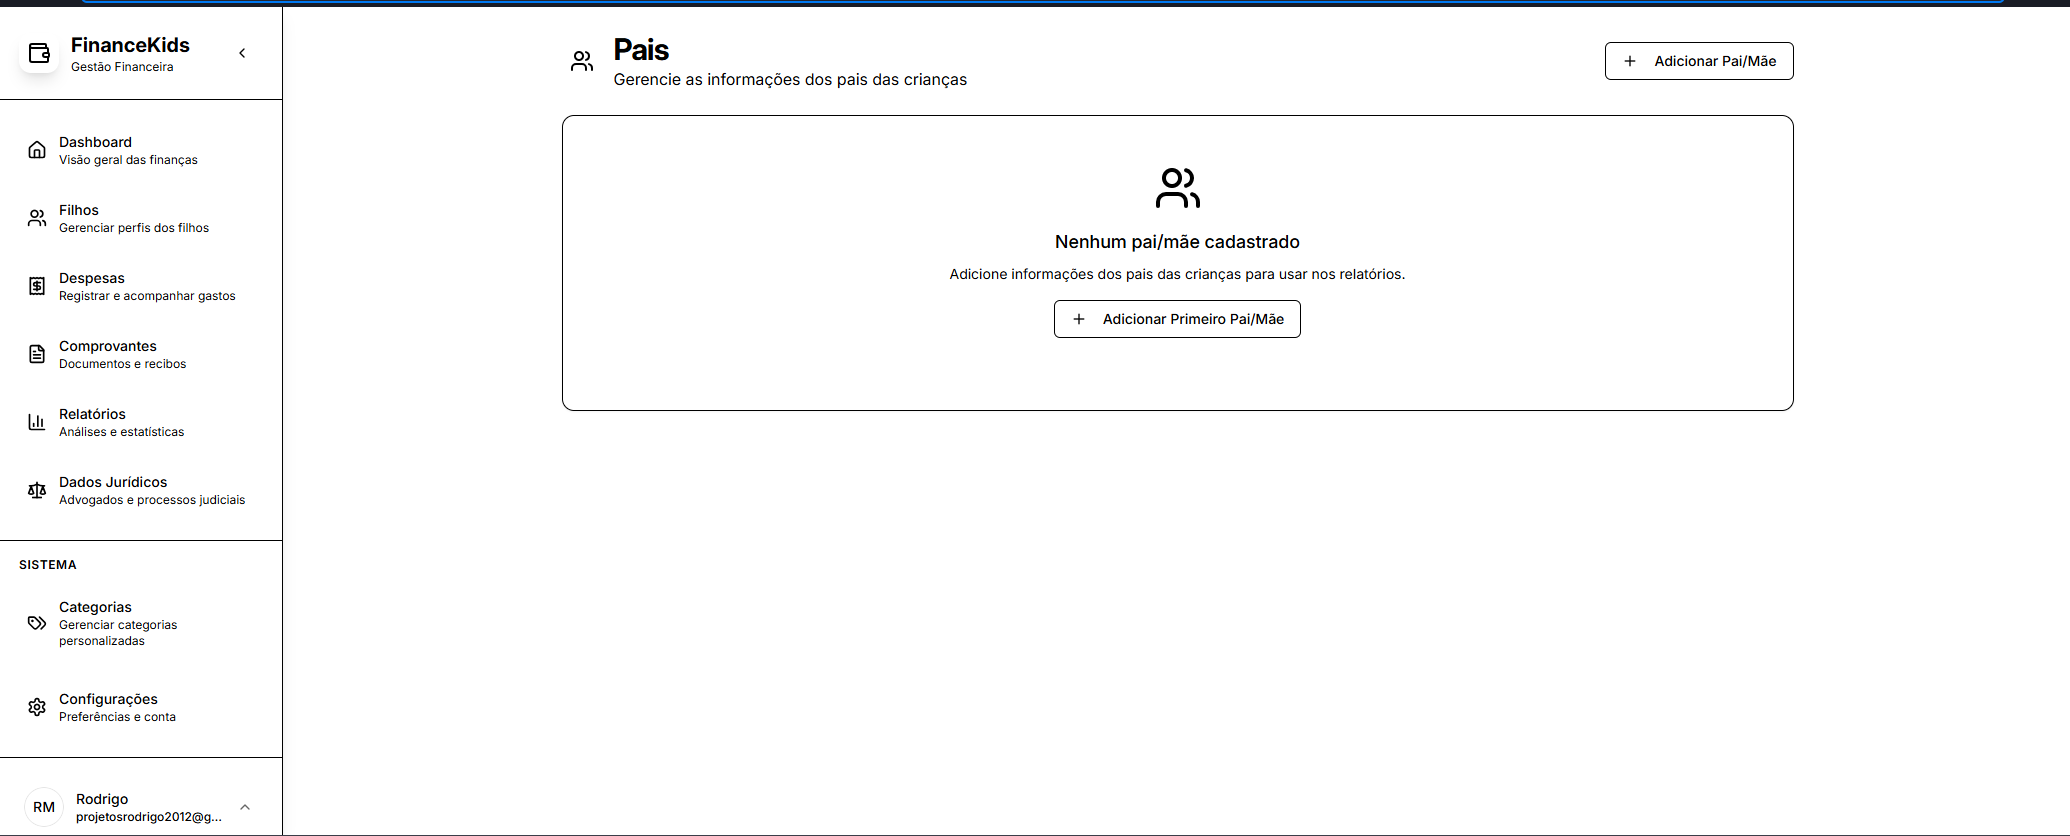 FinanceKids
Gestão Financeira
Dashboard
Visão geral das finanças
Filhos
Gerenciar perfis dos filhos
Despesas
Registrar e acompanhar gastos
Comprovantes
Documentos e recibos
Relatórios
Análises e estatísticas
Dados Jurídicos
Advogados e processos judiciais
SISTEMA
Categorias
Gerenciar categorias
personalizadas
Configurações
Preferências e conta
RM
Rodrigo
projetosrodrigo2012@g...
Pais
Gerencie as informações dos pais das crianças
Adicionar Pai/Mãe
Nenhum pai/mãe cadastrado
Adicione informações dos pais das crianças para usar nos relatórios.
Adicionar Primeiro Pai/Mãe